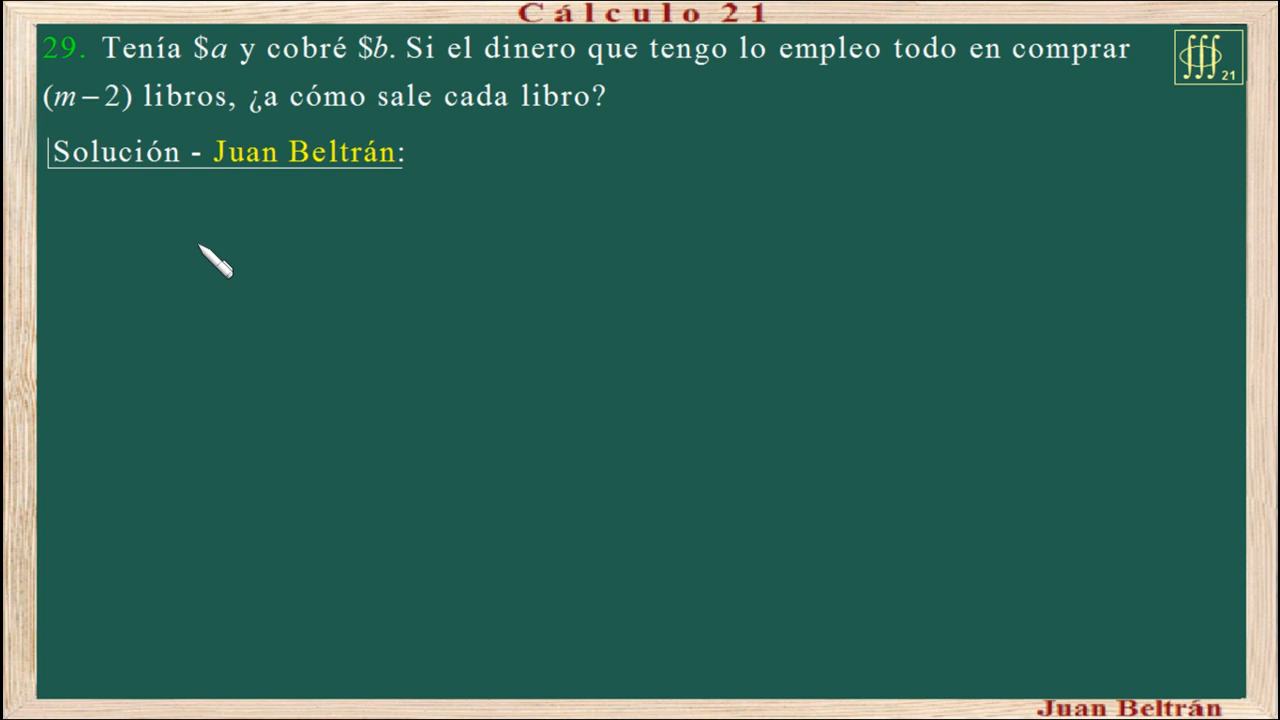 Cálculo 21
29. Tenía $a y cobré $b. Si el dinero que tengo lo empleo todo en comprar
(m – 2) libros, ¿a cómo sale cada libro?
21
Solución - Juan Beltrán:
Juan Beltrán